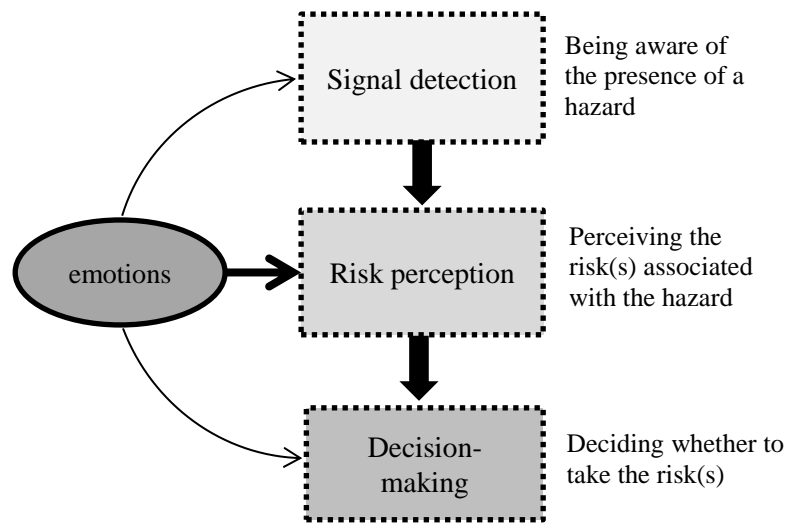 Signal detection
Being aware of
the presence of a
hazard
emotions
Risk perception
Perceiving the
risk(s) associated
with the hazard
Decision-
making
Deciding whether to
take the risk(s)